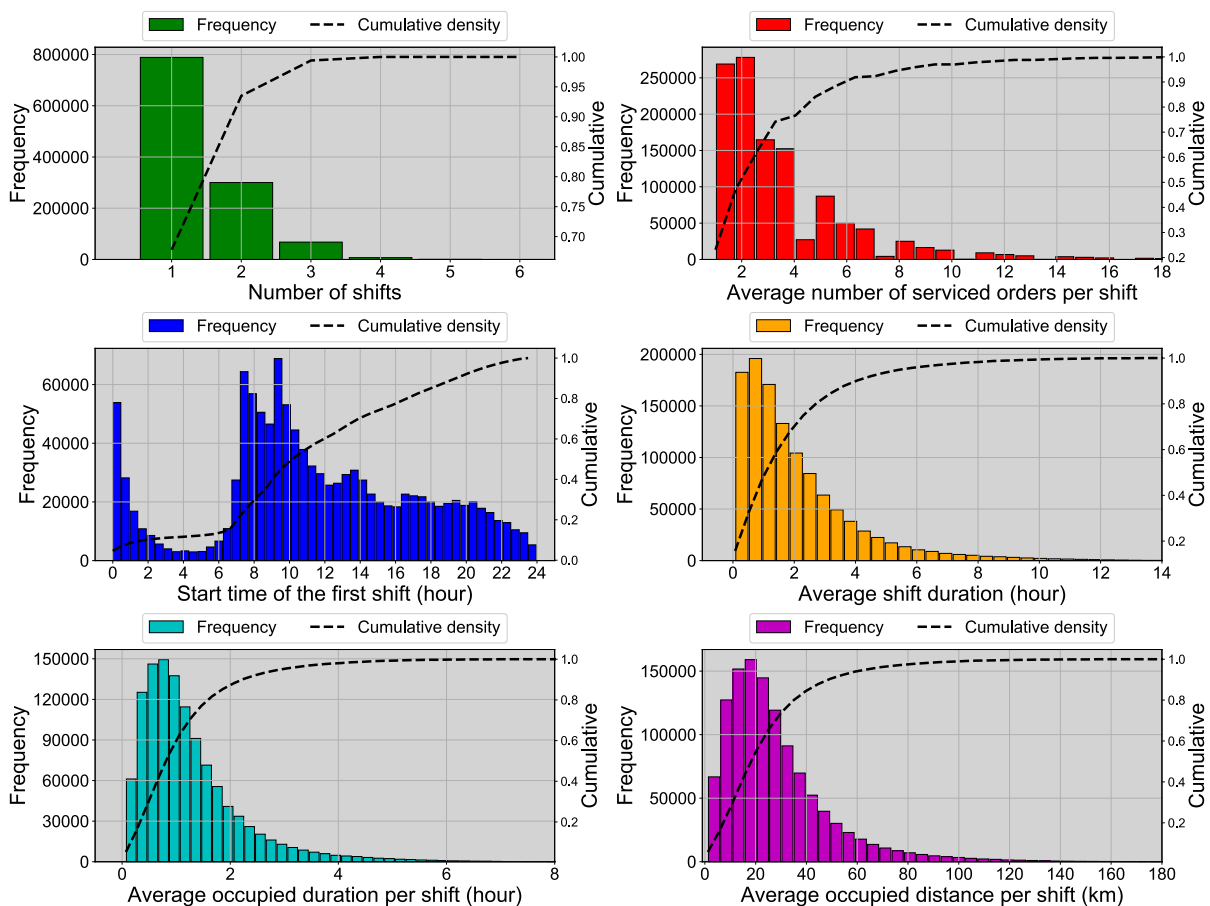 Frequency Cumulative density
800000
600000
400000
200000
0
Frequency
1.00
0.95
0.90
0.85
0.80
0.75
0.70
Cumulative
1 2 3 4 5 6
Number of shifts
Frequency Cumulative density
250000
200000
150000
100000
50000
0
Frequency
1.0
0.9
0.8
0.7
0.6
0.5
0.4
0.3
0.2
Cumulative
2 4 6 8 10 12 14 16 18
Average number of serviced orders per shift
Frequency Cumulative density
60000
40000
20000
0
Frequency
1.0
0.8
0.6
0.4
0.2
0.0
Cumulative
0 2 4 6 8 10 12 14 16 18 20 22 24
Start time of the first shift (hour)
Frequency Cumulative density
200000
150000
100000
50000
0
Frequency
1.0
0.8
0.6
0.4
0.2
Cumulative
0 2 4 6 8 10 12 14
Average shift duration (hour)
Frequency Cumulative density
150000
120000
90000
60000
30000
0
Frequency
1.0
0.8
0.6
0.4
0.2
Cumulative
0 2 4 6 8
Average occupied duration per shift (hour)
Frequency Cumulative density
150000
100000
50000
0
Frequency
1.0
0.8
0.6
0.4
0.2
Cumulative
0 20 40 60 80 100 120 140 160 180
Average occupied distance per shift (km)